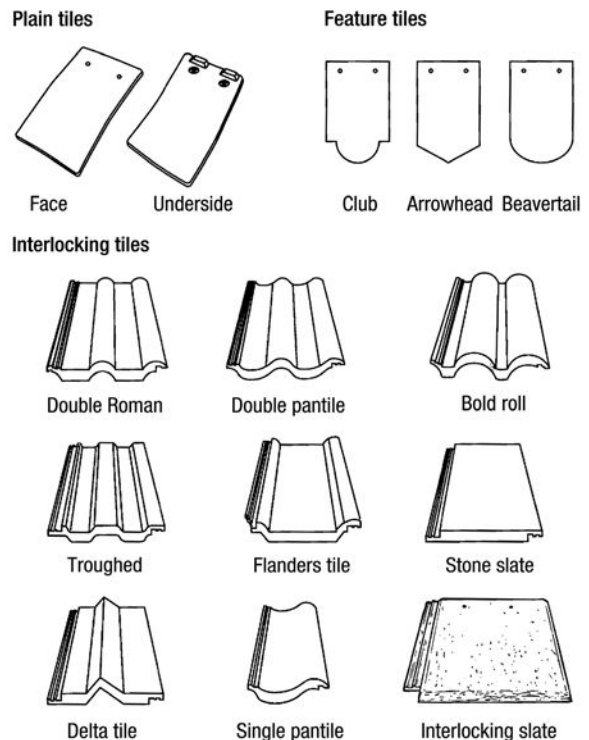 Plain tiles
Feature tiles
Face
Underside
Club
Arrowhead
Beavertail
Interlocking tiles
Double Roman
Double pantile
Bold roll
Troughed
Flanders tile
Stone slate
Delta tile
Single pantile
Interlocking slate